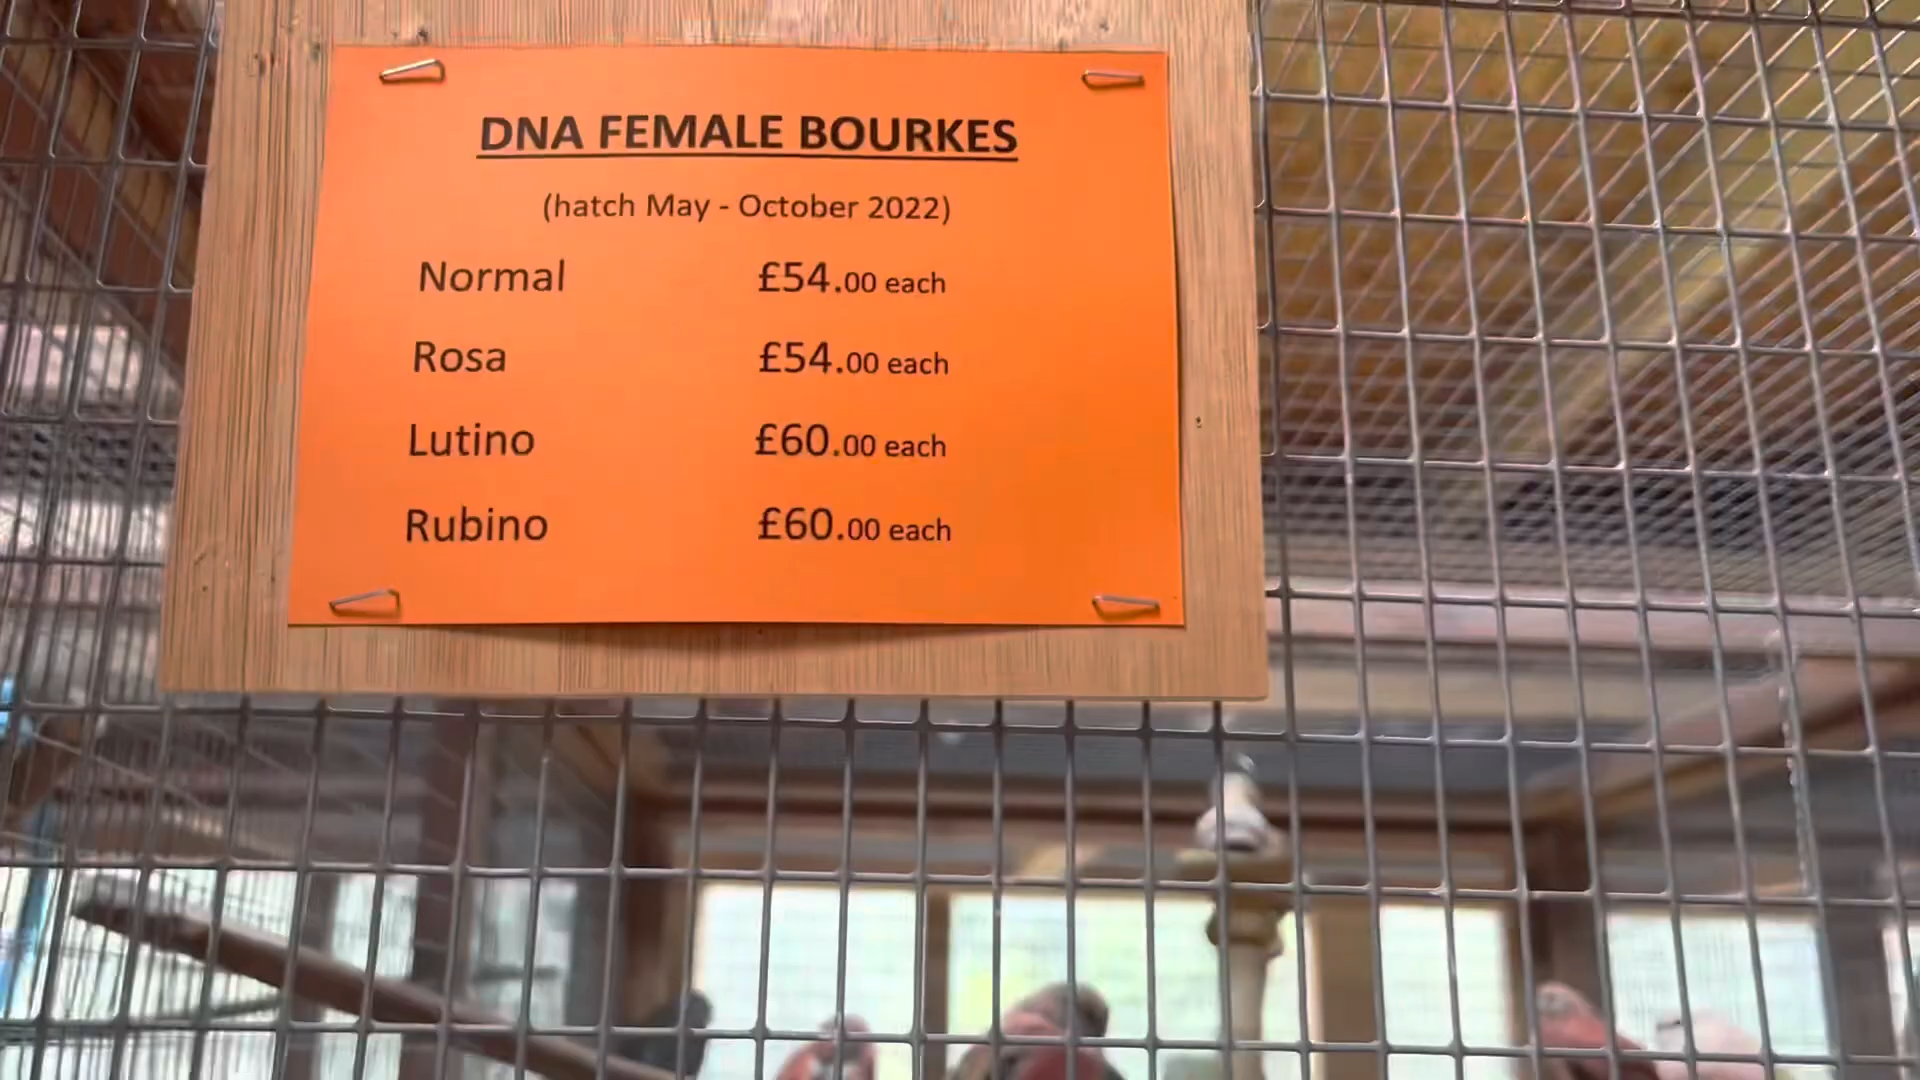 DNA FEMALE BOURKES
(hatch May - October 2022)
Normal £54.00 each
Rosa £54.00 each
Lutino £60.00 each
Rubino £60.00 each